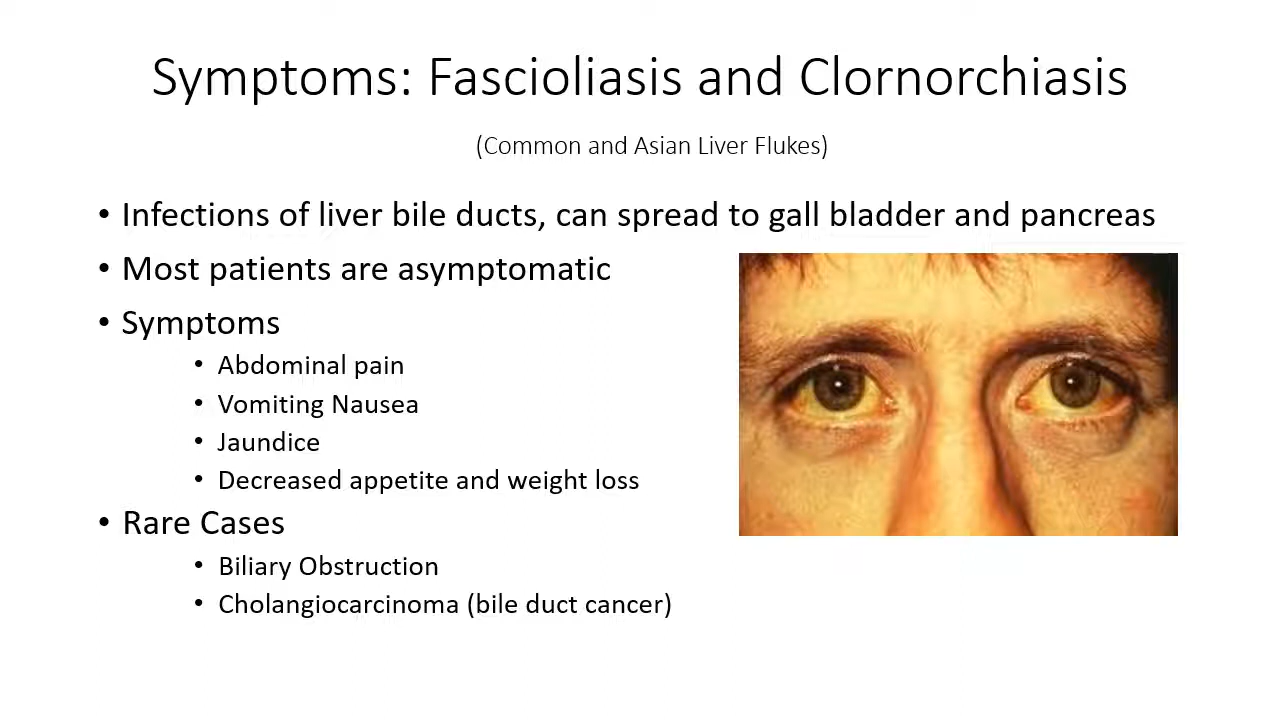 Symptoms: Fascioliasis and Clornorchiasis
(Common and Asian Liver Flukes)
• Infections of liver bile ducts, can spread to gall bladder and pancreas
• Most patients are asymptomatic
• Symptoms
• Abdominal pain
• Vomiting Nausea
• Jaundice
• Decreased appetite and weight loss
• Rare Cases
• Biliary Obstruction
• Cholangiocarcinoma (bile duct cancer)